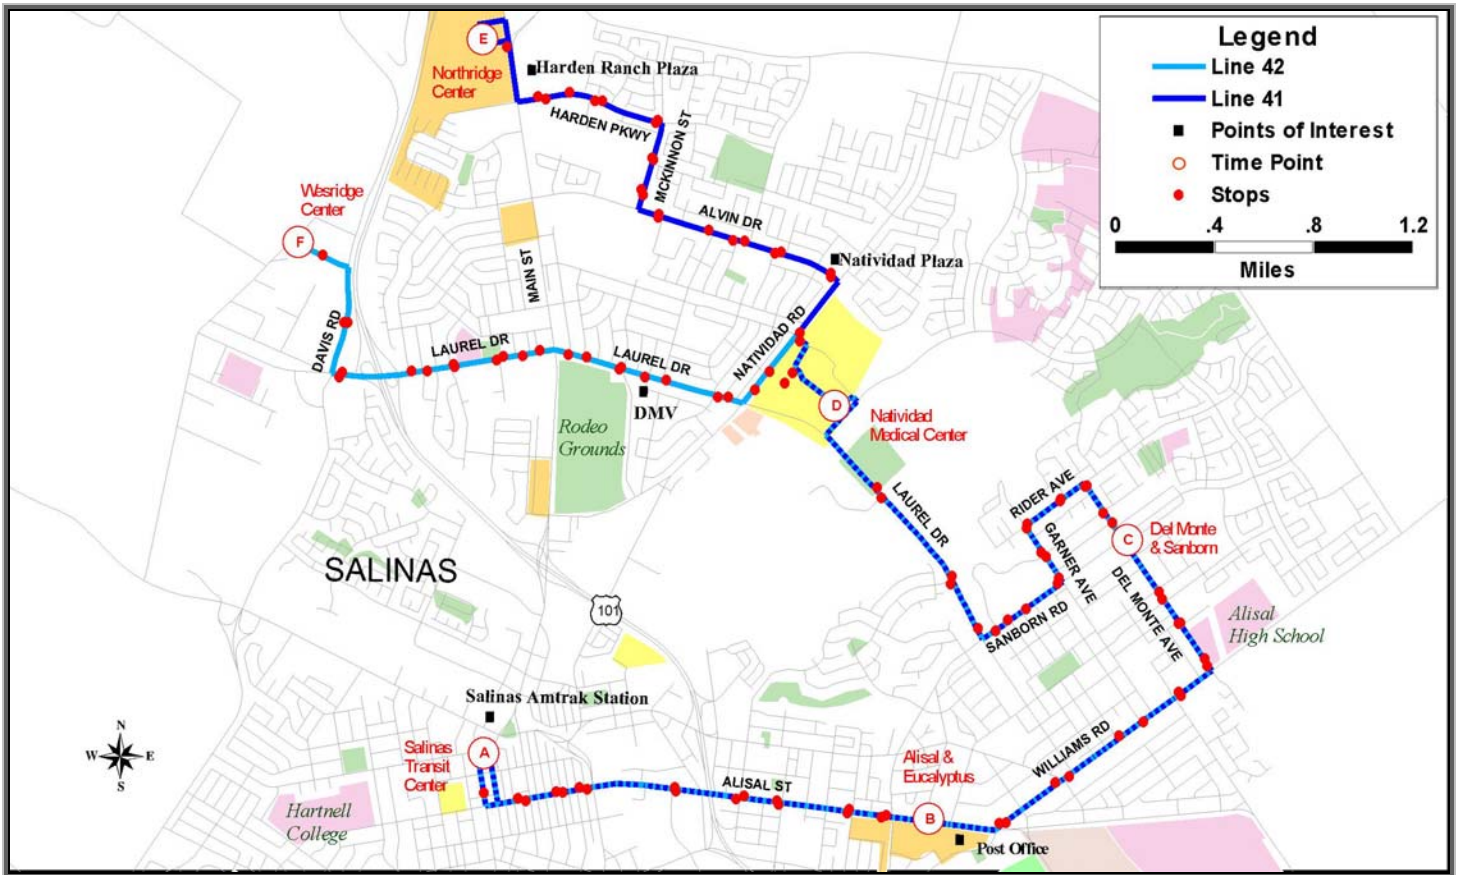 Legend
Line 42
Line 41
Points of Interest
Time Point
Stops
0 .4 .8 1.2
Miles
E
Northridge
Center
Harden Ranch Plaza
HARDEN PKWY
MCKINNON ST
Wesridge
Center
F
ALVIN DR
Natividad Plaza
MAIN ST
DAVIS RD
LAUREL DR
LAUREL DR
NATIVIDAD RD
DMV
D
Natividad
Medical Center
Rodeo
Grounds
LAUREL DR
RIDER AVE
GARNER AVE
C
Del Monte
& Sanborn
SALINAS
101
DEL MONTE AVE
SANBORN RD
Alisal
High School
Salinas Amtrak Station
N
W E
S
Salinas
Transit
Center
A
Alisal &
Eucalyptus
WILLIAMS RD
ALISAL ST
Hartnell
College
B
Post Office